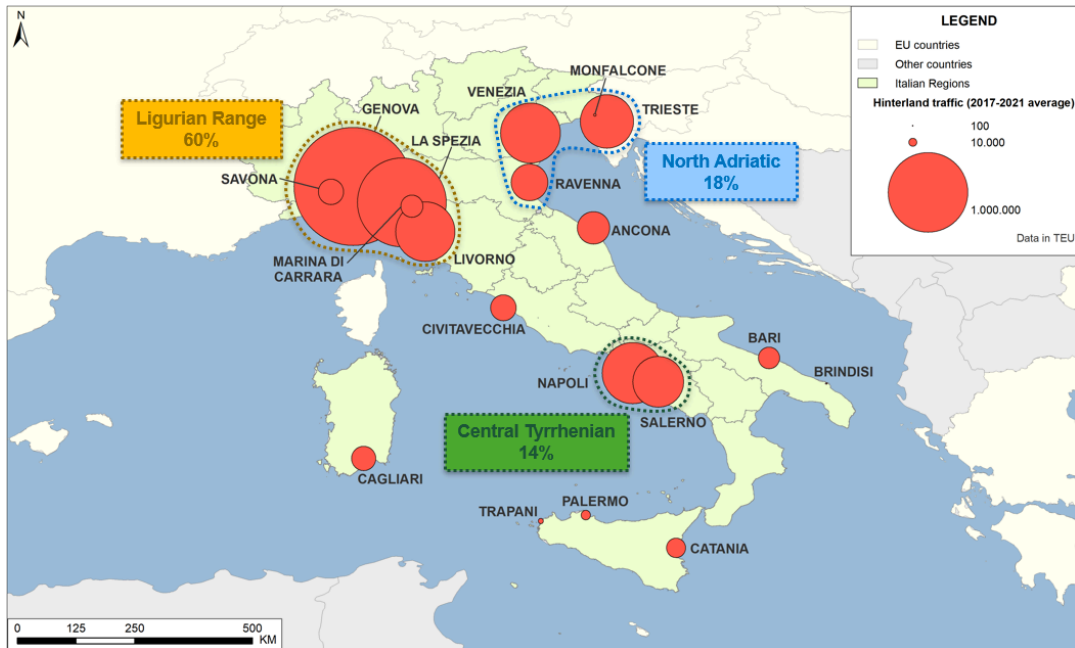 N
LEGEND
EU countries
Other countries
Italian Regions
Hinterland traffic (2017-2021 average)
100
10.000
1.000.000
Data in TEU
MONFALCONE
VENEZIA
TRIESTE
GENOVA
Ligurian Range
60%
LA SPEZIA
North Adriatic
18%
SAVONA
RAVENNA
ANCONA
MARINA DI
CARRARA
LIVORNO
CIVITAVECCHIA
BARI
BRINDISI
NAPOLI
SALERNO
Central Tyrrhenian
14%
CAGLIARI
PALERMO
TRAPANI
CATANIA
0 125 250 500
KM